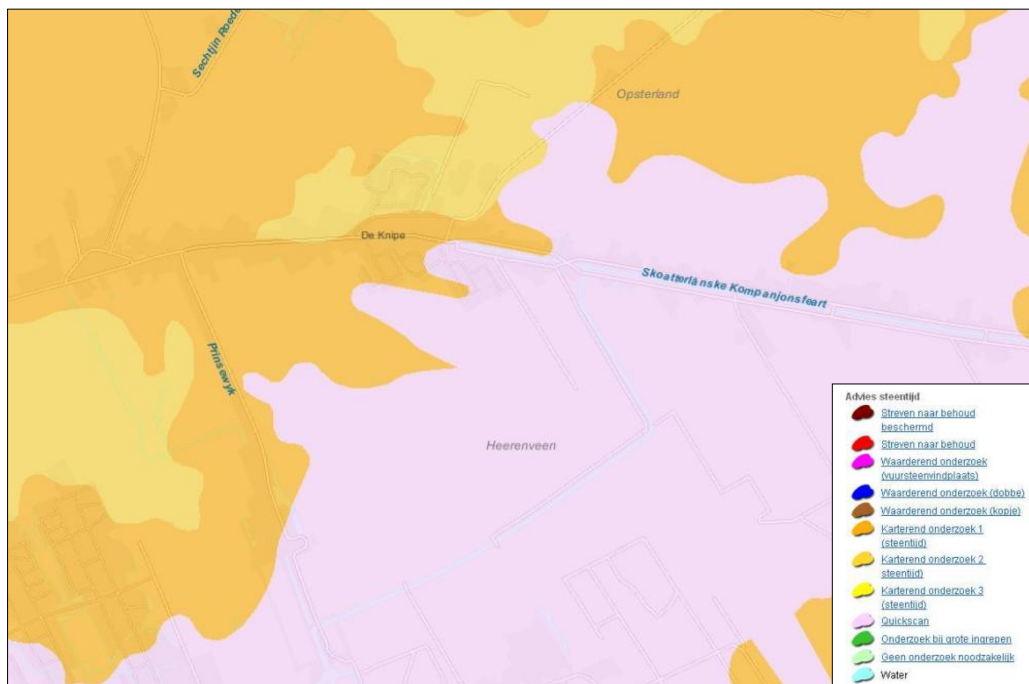 Sechtjin Roede
Opsterland
De Knipe
Skoatterlânske Kompanjonsfeart
Prinsewyk
Heerenveen
Advies steentijd
Streven naar behoud
beschermd
Streven naar behoud
Waarderend onderzoek
(vuursteenvindplaats)
Waarderend onderzoek (dobbe)
Waarderend onderzoek (kopje)
Karterend onderzoek 1
(steentijd)
Karterend onderzoek 2
steentijd)
Karterend onderzoek 3
(steentijd)
Quickscan
Onderzoek bij grote ingrepen
Geen onderzoek noodzakelijk
Water